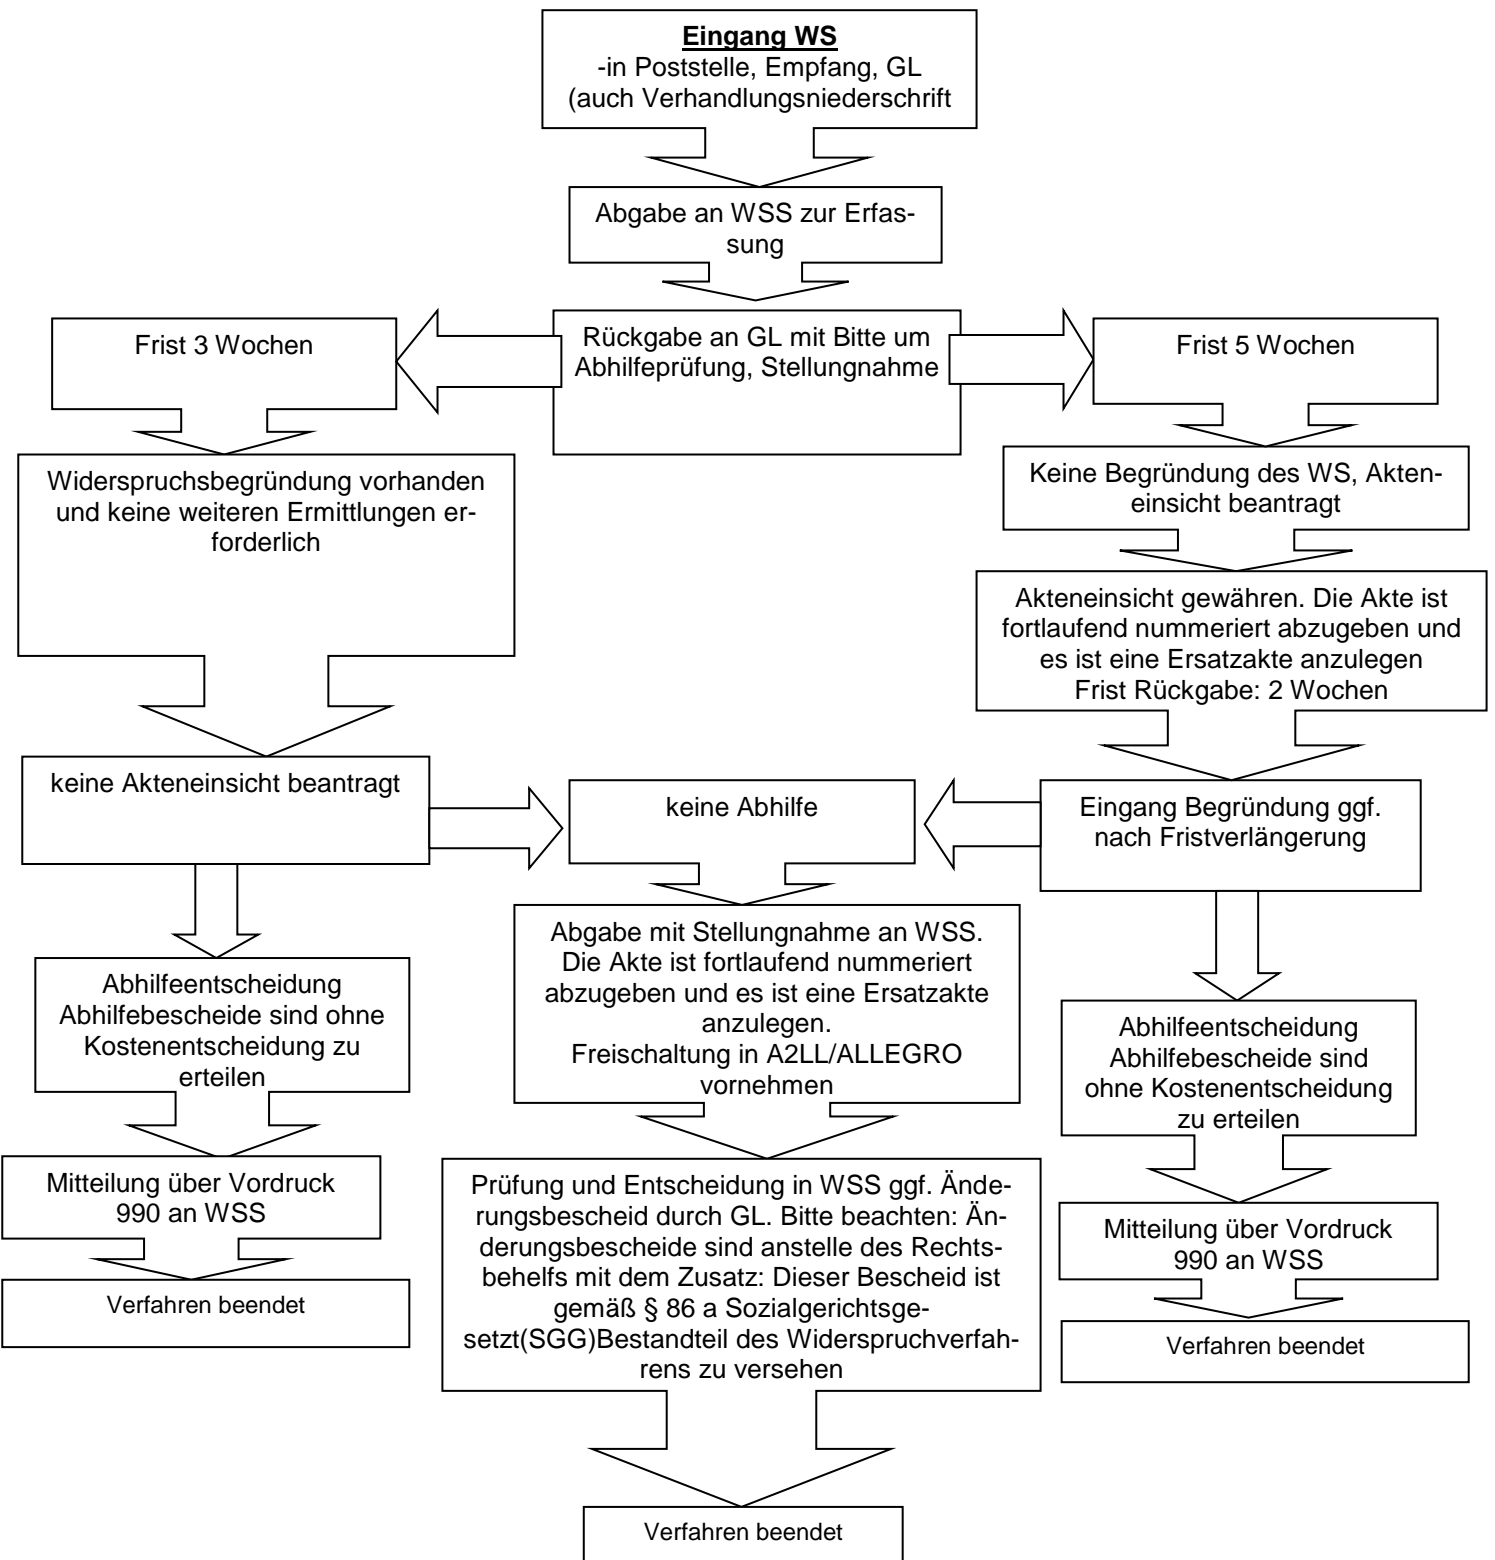 Eingang WS
-in Poststelle, Empfang, GL
(auch Verhandlungsniederschrift
Abgabe an WSS zur Erfas-
sung
Rückgabe an GL mit Bitte um
Abhilfeprüfung, Stellungnahme
Frist 3 Wochen
Frist 5 Wochen
Widerspruchsbegründung vorhanden
und keine weiteren Ermittlungen er-
forderlich
Keine Begründung des WS, Akten-
einsicht beantragt
Akteneinsicht gewähren. Die Akte ist
fortlaufend nummeriert abzugeben und
es ist eine Ersatzakte anzulegen
Frist Rückgabe: 2 Wochen
keine Akteneinsicht beantragt
keine Abhilfe
Eingang Begründung ggf.
nach Fristverlängerung
Abhilfeentscheidung
Abhilfebescheide sind ohne
Kostenentscheidung zu
erteilen
Abgabe mit Stellungnahme an WSS.
Die Akte ist fortlaufend nummeriert
abzugeben und es ist eine Ersatzakte
anzulegen.
Freischaltung in A2LL/ALLEGRO
vornehmen
Abhilfeentscheidung
Abhilfebescheide sind
ohne Kostenentscheidung
zu erteilen
Mitteilung über Vordruck
990 an WSS
Prüfung und Entscheidung in WSS ggf. Ände-
rungsbescheid durch GL. Bitte beachten: Än-
derungsbescheide sind anstelle des Rechts-
behelfs mit dem Zusatz: Dieser Bescheid ist
gemäß § 86 a Sozialgerichtsge-
setzt(SGG)Bestandteil des Widerspruchverfah-
rens zu versehen
Mitteilung über Vordruck
990 an WSS
Verfahren beendet
Verfahren beendet
Verfahren beendet